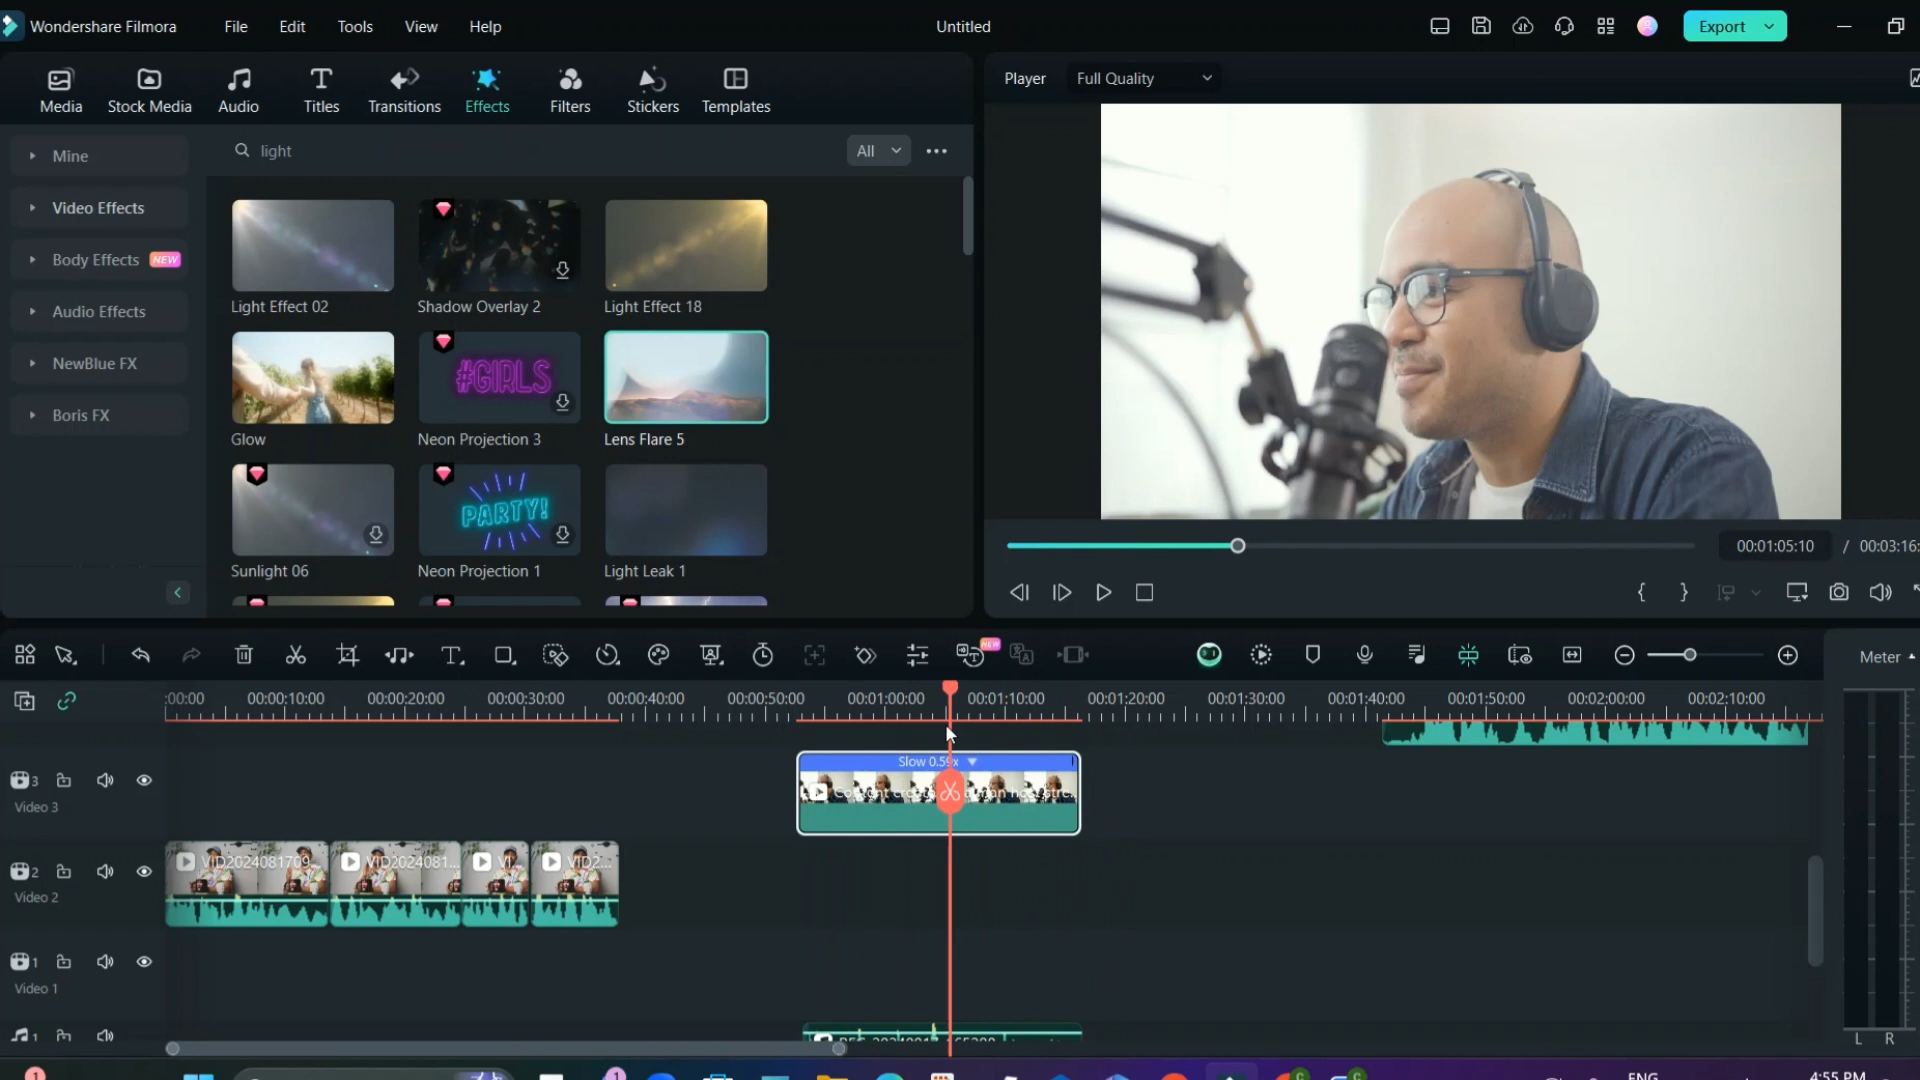 Wondershare Filmora
File
Edit
Tools
View
Help
Untitled
Export
Media
Stock Media
Audio
Titles
Transitions
Effects
Filters
Stickers
Templates
Player
Full Quality
Mine
Video Effects
Body Effects
NEW
Audio Effects
NewBlue FX
Boris FX
light
All
Light Effect 02
Shadow Overlay 2
Light Effect 18
Glow
#GIRLS
Neon Projection 3
Lens Flare 5
Sunlight 06
PARTY!
Neon Projection 1
Light Leak 1
00:01:05:10 / 00:03:16:
NEW
Meter
:00:00 00:00:10:00 00:00:20:00 00:00:30:00 00:00:40:00 00:00:50:00 00:01:00:00 00:01:10:00 00:01:20:00 00:01:30:00 00:01:40:00 00:01:50:00 00:02:00:00 00:02:10:00
Slow 0.59x
3
Video 3
VID2024081709...
VID2024081...
VI...
VID2...
2
Video 2
1
Video 1
1
L R
1
1
ENG
4:55 PM